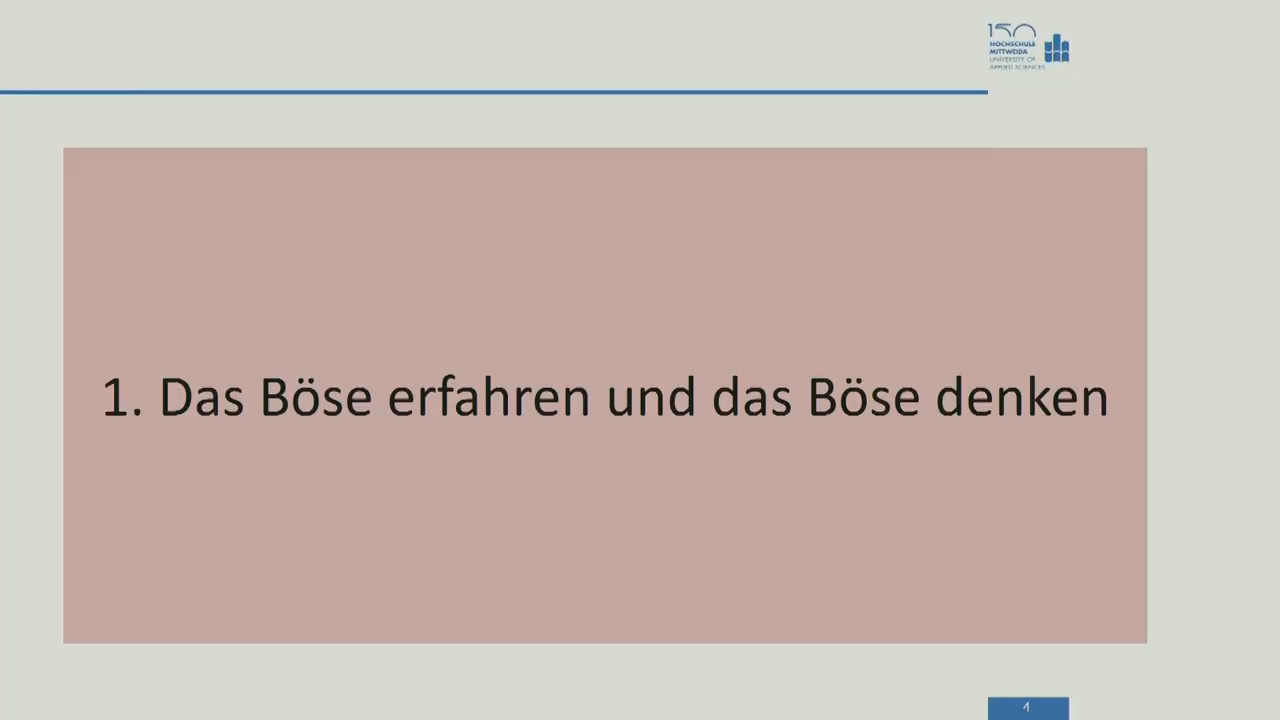 150
HOCHSCHULE
MITTWEIDA
UNIVERSITY OF
APPLIED SCIENCES
1. Das Böse erfahren und das Böse denken
4